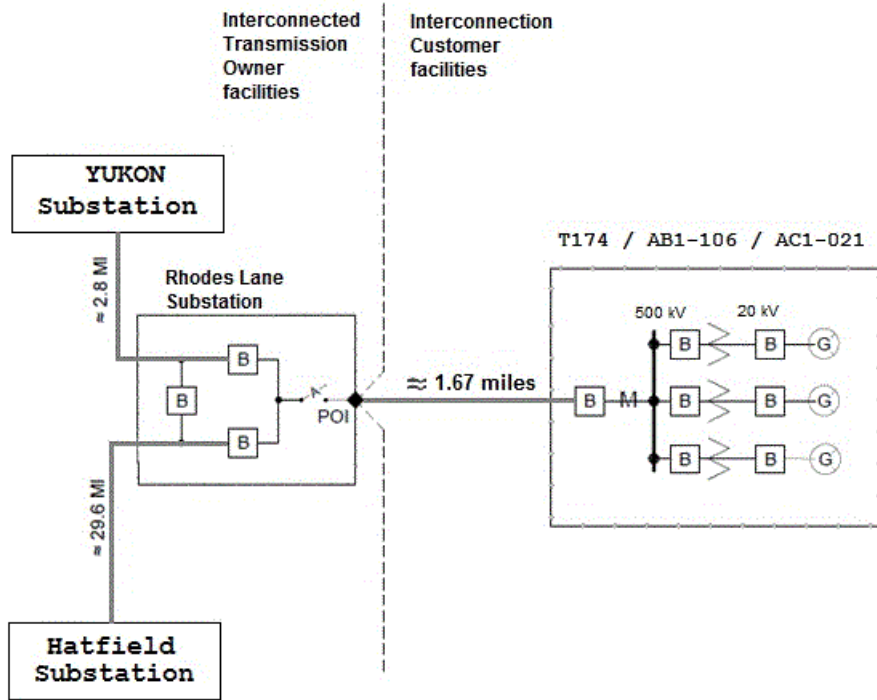 Interconnected
Transmission
Owner
facilities
Interconnection
Customer
facilities
YUKON
Substation
≈ 2.8 MI
Rhodes Lane
Substation
B
B
B
A
POI
≈ 29.6 MI
Hatfield
Substation
≈ 1.67 miles
T174 / AB1-106 / AC1-021
500 kV
20 kV
B
M
B
B
G
B
B
G
B
B
G